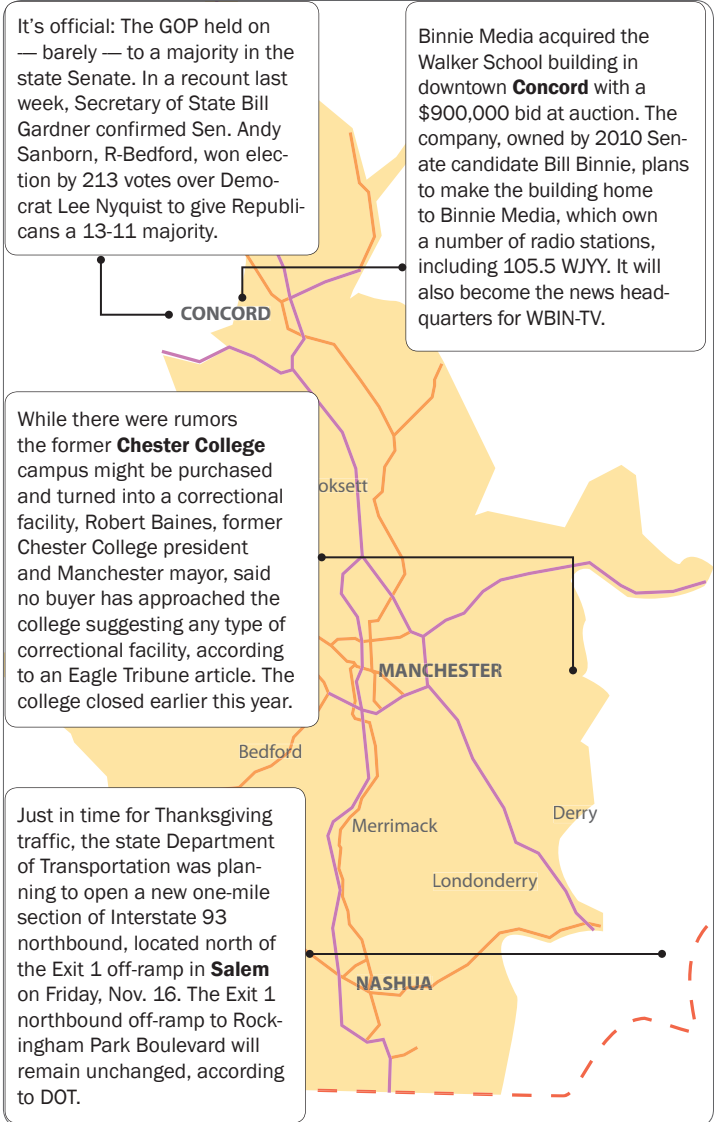 It's official: The GOP held on
— barely — to a majority in the
state Senate. In a recount last
week, Secretary of State Bill
Gardner confirmed Sen. Andy
Sanborn, R-Bedford, won elec-
tion by 213 votes over Demo-
crat Lee Nyquist to give Republi-
cans a 13-11 majority.
Binnie Media acquired the
Walker School building in
downtown Concord with a
$900,000 bid at auction. The
company, owned by 2010 Sen-
ate candidate Bill Binnie, plans
to make the building home
to Binnie Media, which own
a number of radio stations,
including 105.5 WJYY. It will
also become the news head-
quarters for WBIN-TV.
CONCORD
While there were rumors
the former Chester College
campus might be purchased
and turned into a correctional
facility, Robert Baines, former
Chester College president
and Manchester mayor, said
no buyer has approached the
college suggesting any type of
correctional facility, according
to an Eagle Tribune article. The
college closed earlier this year.
oksett
MANCHESTER
Bedford
Merrimack
Derry
Londonderry
NASHUA
Just in time for Thanksgiving
traffic, the state Department
of Transportation was plan-
ning to open a new one-mile
section of Interstate 93
northbound, located north of
the Exit 1 off-ramp in Salem
on Friday, Nov. 16. The Exit 1
northbound off-ramp to Rock-
ingham Park Boulevard will
remain unchanged, according
to DOT.